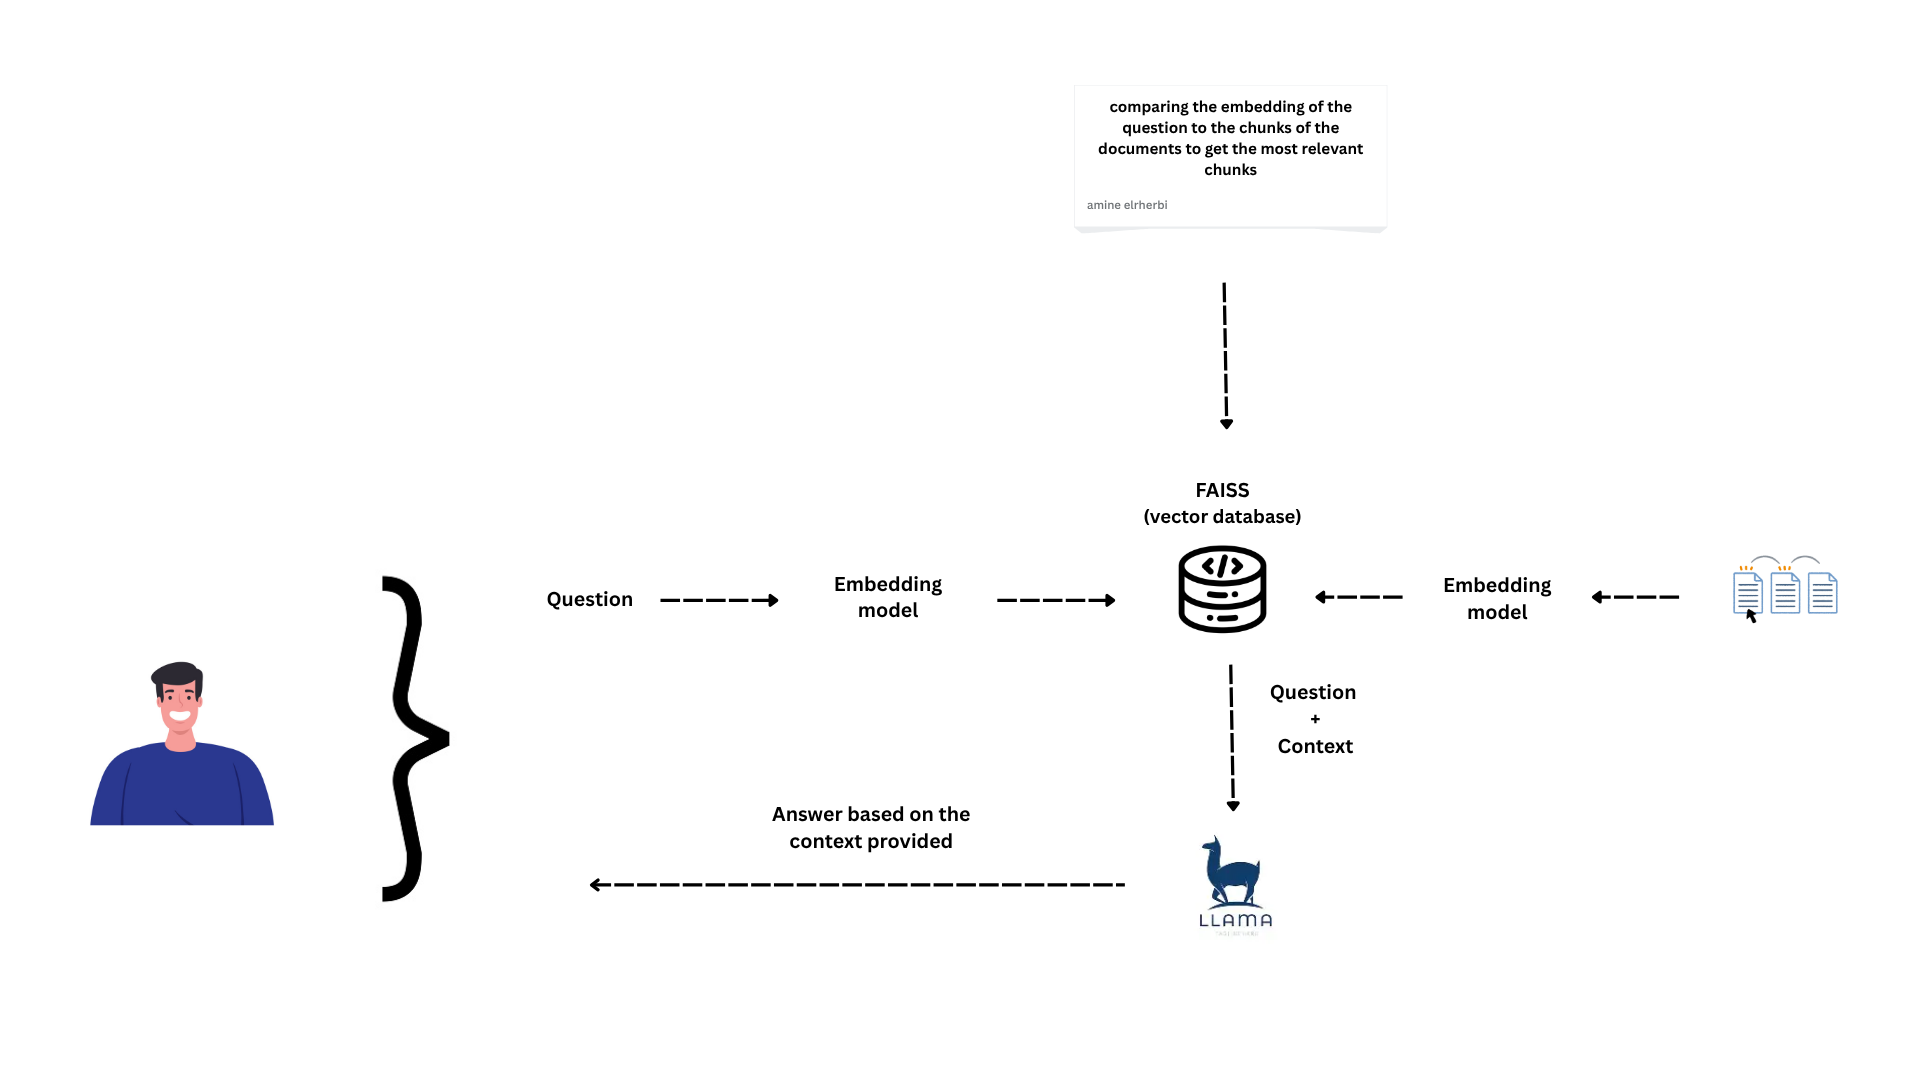 comparing the embedding of the
question to the chunks of the
documents to get the most relevant
chunks
amine elrherbi
FAISS
(vector database)
Question
Embedding
model
Embedding
model
Question
+
Context
Answer based on the
context provided
LLAMA